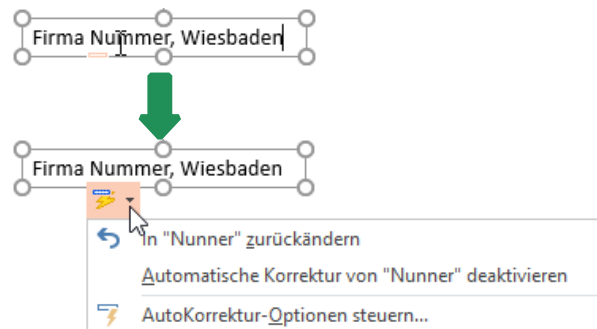 Firma Nummer, Wiesbaden
Firma Nummer, Wiesbaden
In "Nunner" zurückändern
Automatische Korrektur von "Nunner" deaktivieren
AutoKorrektur-Optionen steuern...